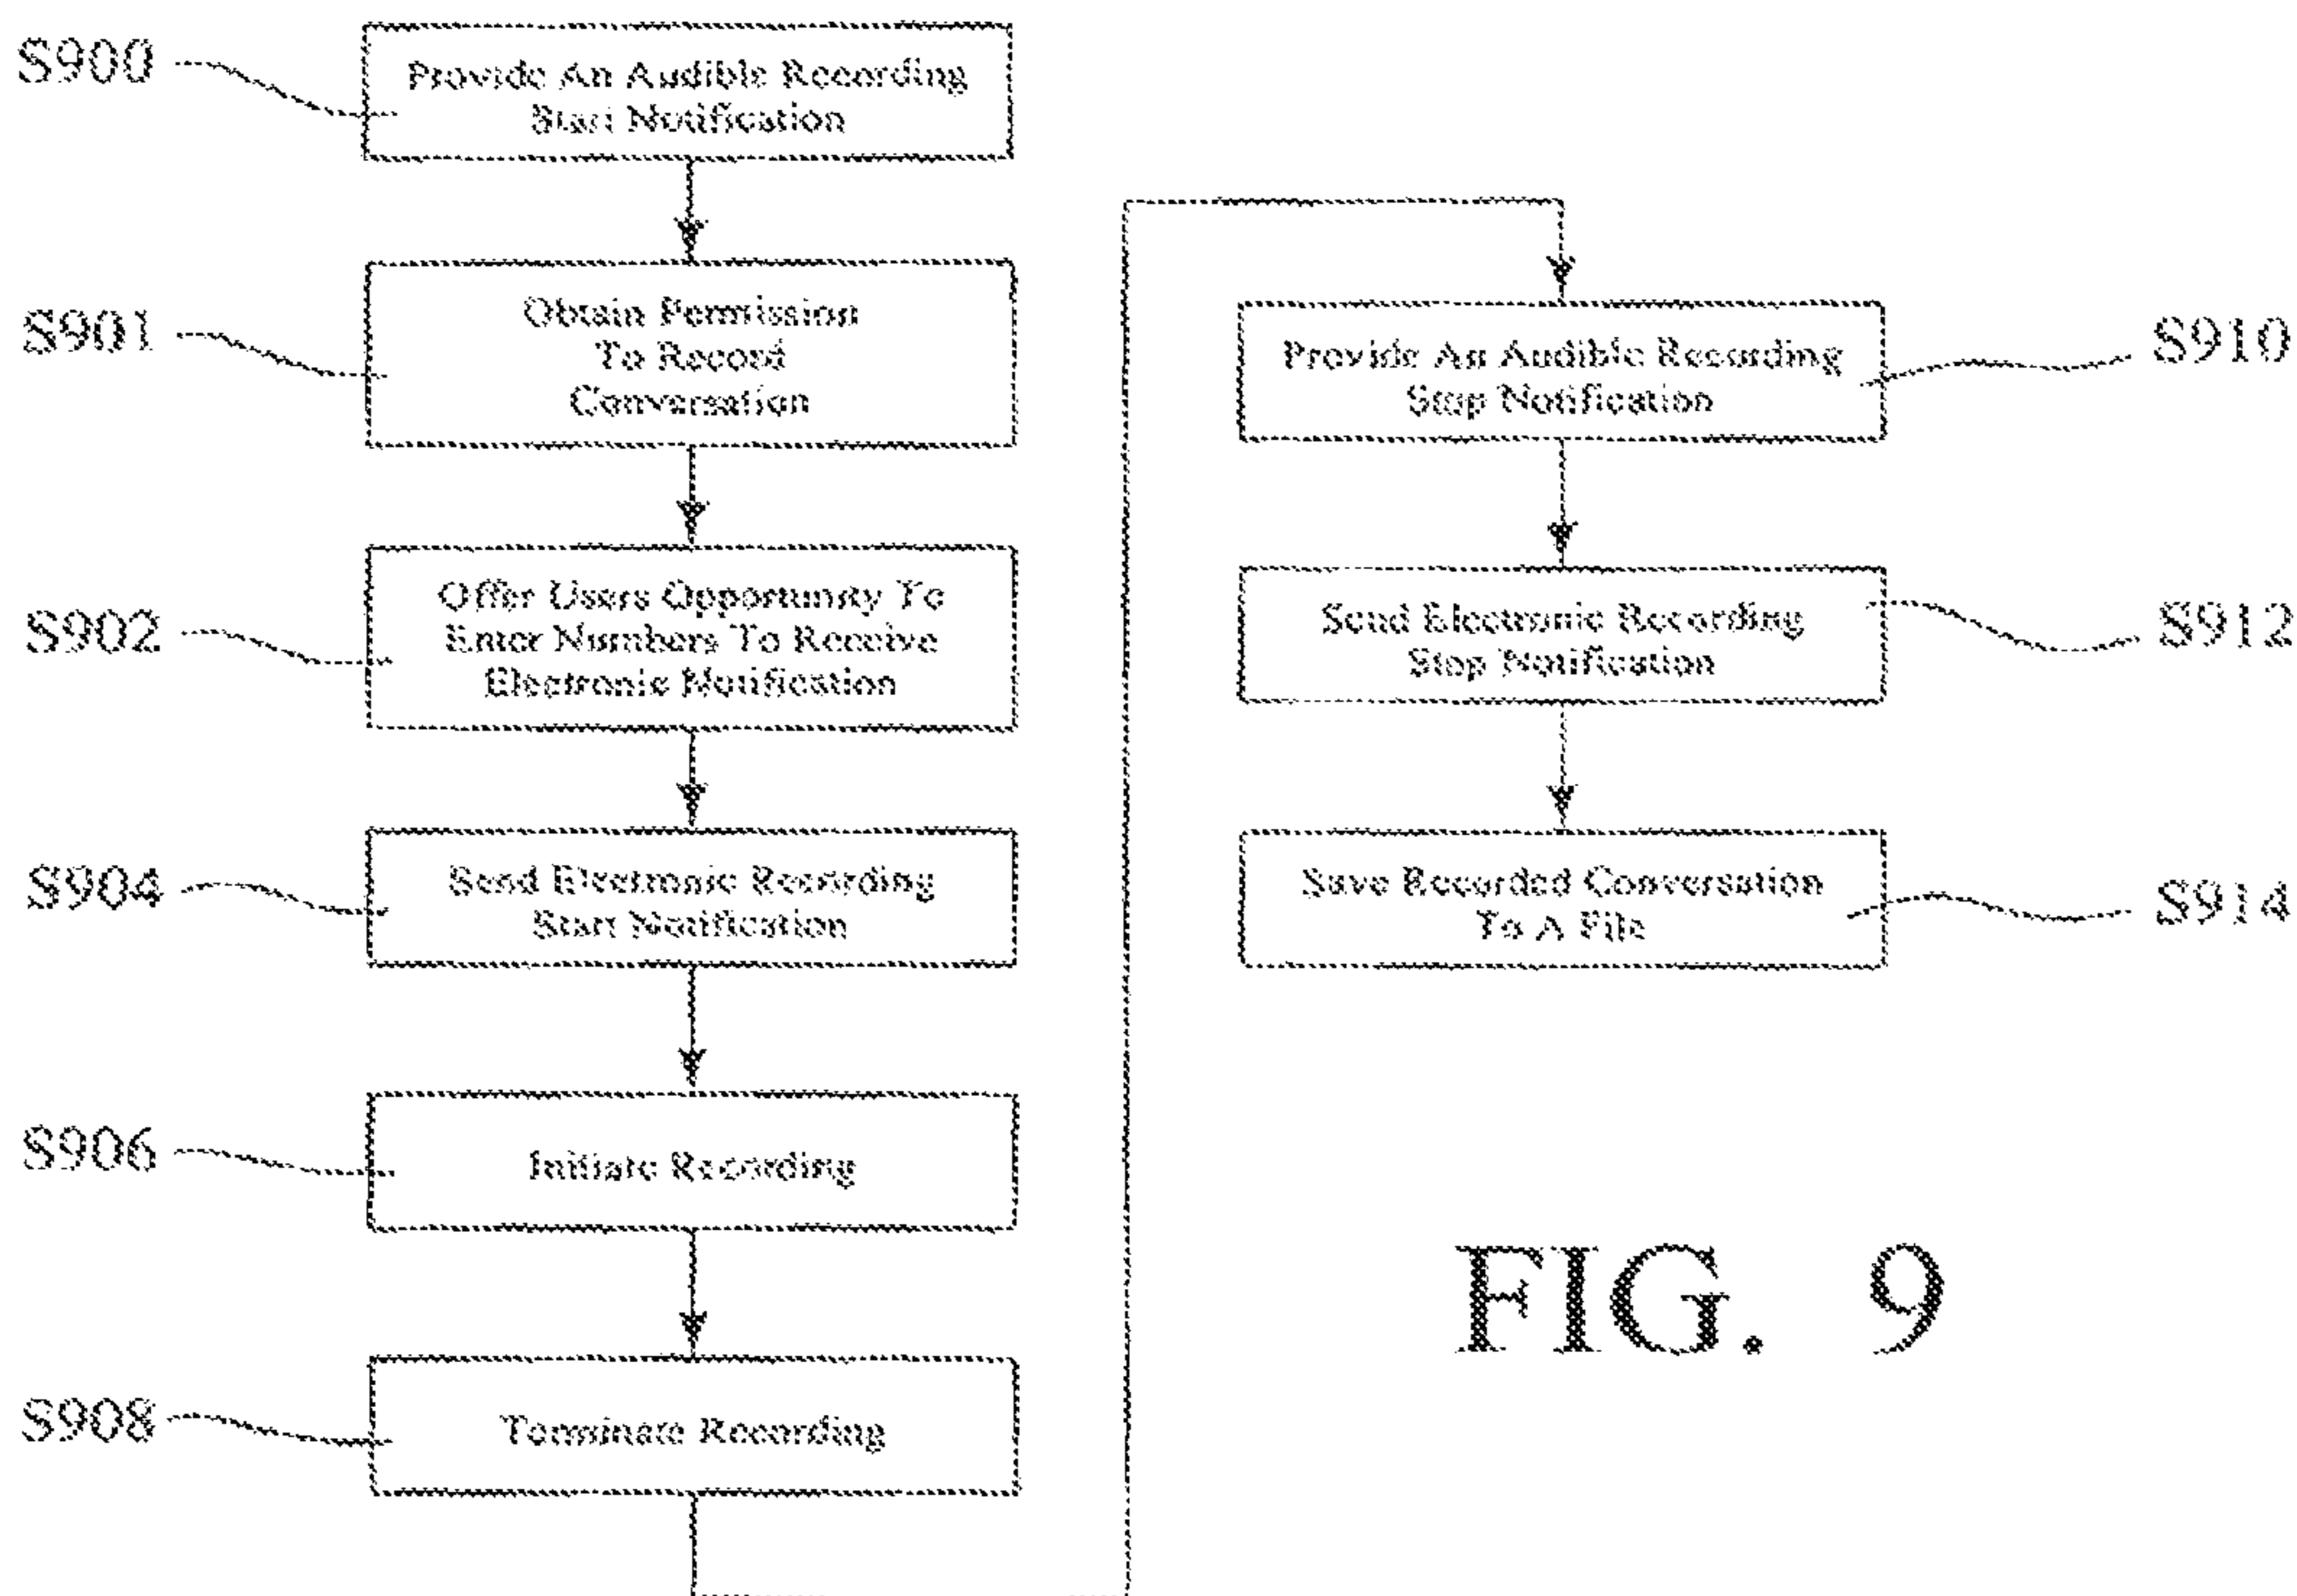 S900
Provide An Audible Recording
Start Notification
S901
Obtain Permission
To Record
Conversation
S902
Offer Users Opportunity To
Enter Numbers To Receive
Electronic Notification
S904
Send Electronic Recording
Start Notification
S906
Initiate Recording
S908
Terminate Recording
Provide An Audible Recording
Stop Notification
S910
Send Electronic Recording
Stop Notification
S912
Save Recorded Conversation
To A File
S914
FIG. 9